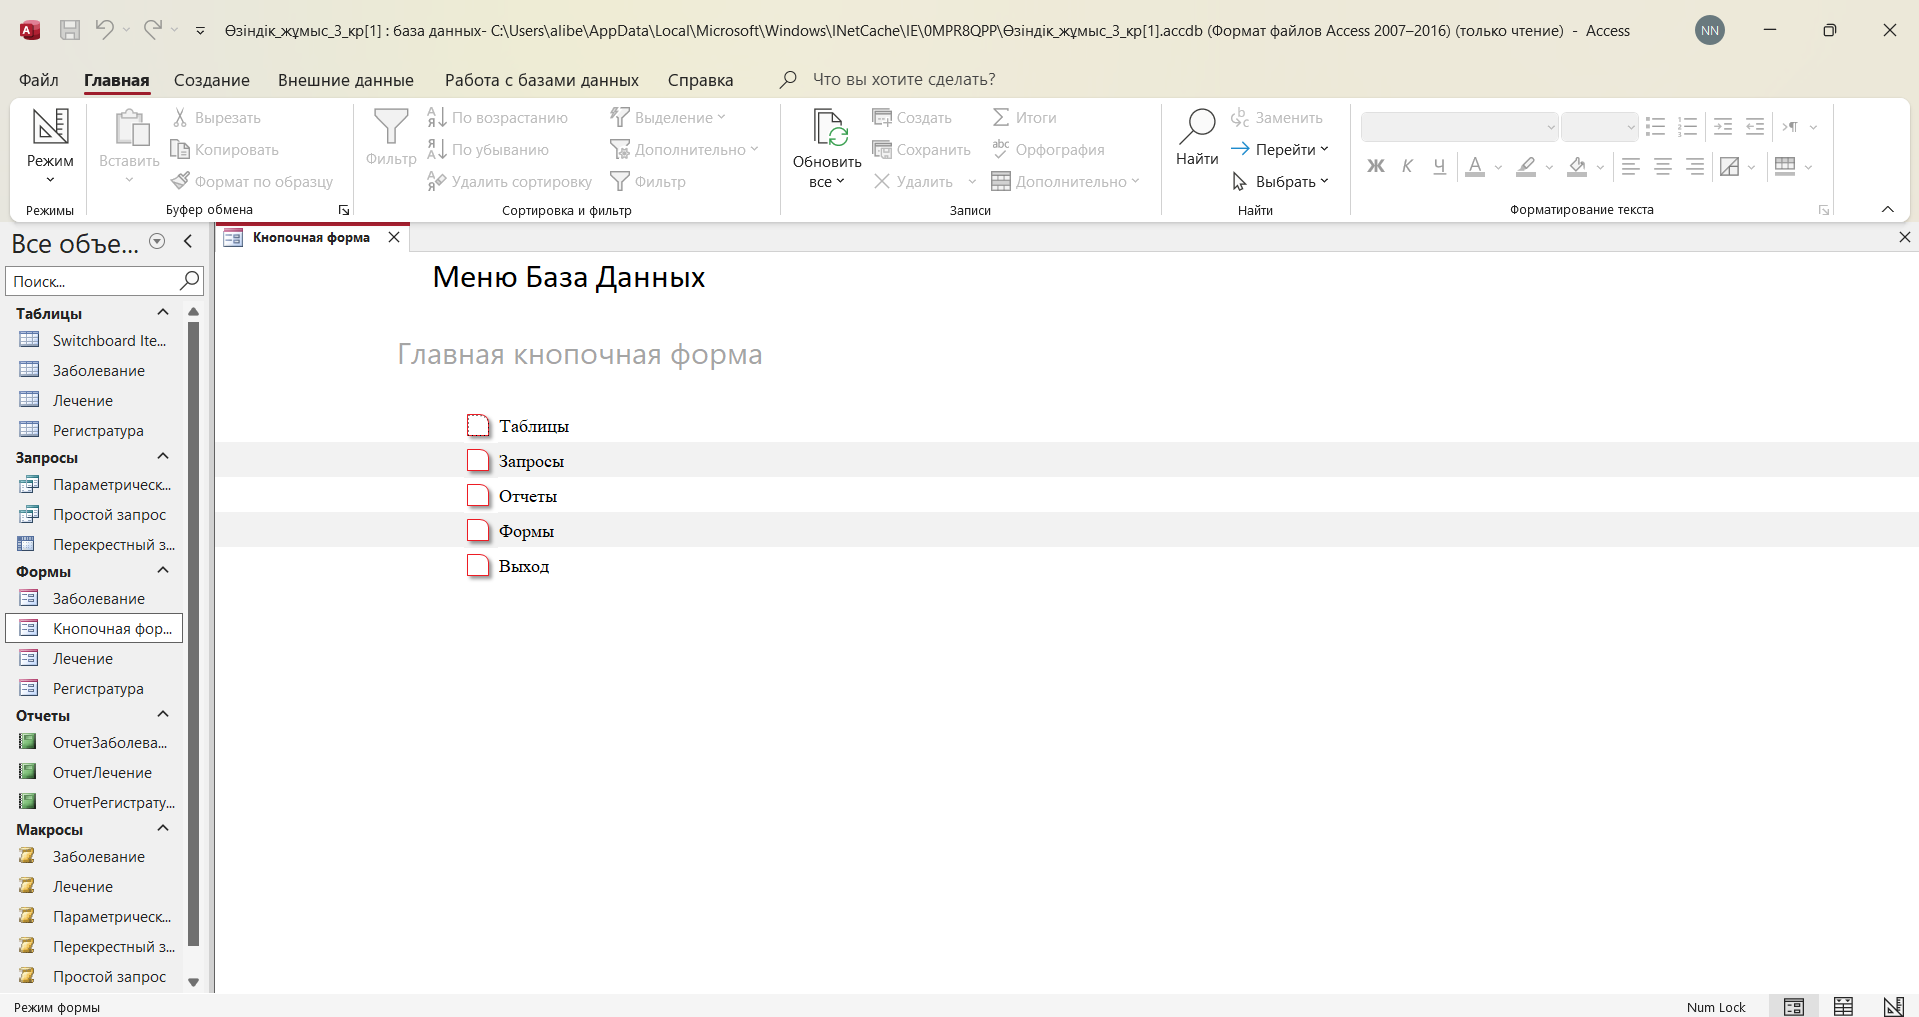 Өзіндік_жұмыс_3_кр[1] : база данных- C:\Users\alibe\AppData\Local\Microsoft\Windows\INetCache\IE\0MPR8QPP\Өзіндік_жұмыс_3_кр[1].accdb (Формат файлов Access 2007–2016) (только чтение) - Access
NN
Файл Главная Создание Внешние данные Работа с базами данных Справка Что вы хотите сделать?
Режим
Режимы
Вставить
Вырезать
Копировать
Формат по образцу
Буфер обмена
Фильтр
По возрастанию
По убыванию
Удалить сортировку
Выделение
Дополнительно
Фильтр
Сортировка и фильтр
Обновить
все
Создать
Сохранить
Удалить
Итоги
Орфография
Дополнительно
Записи
Найти
Заменить
Перейти
Выбрать
Найти
Ж К Ч А
Форматирование текста
Все объе...
Поиск...
Таблицы
Switchboard Ite...
Заболевание
Лечение
Регистратура
Запросы
Параметрическ...
Простой запрос
Перекрестный з...
Формы
Заболевание
Кнопочная фор...
Лечение
Регистратура
Отчеты
ОтчетЗаболева...
ОтчетЛечение
ОтчетРегистрату...
Макросы
Заболевание
Лечение
Параметрическ...
Перекрестный з...
Простой запрос
Кнопочная форма
Меню База Данных
Главная кнопочная форма
Таблицы
Запросы
Отчеты
Формы
Выход
Режим формы
Num Lock